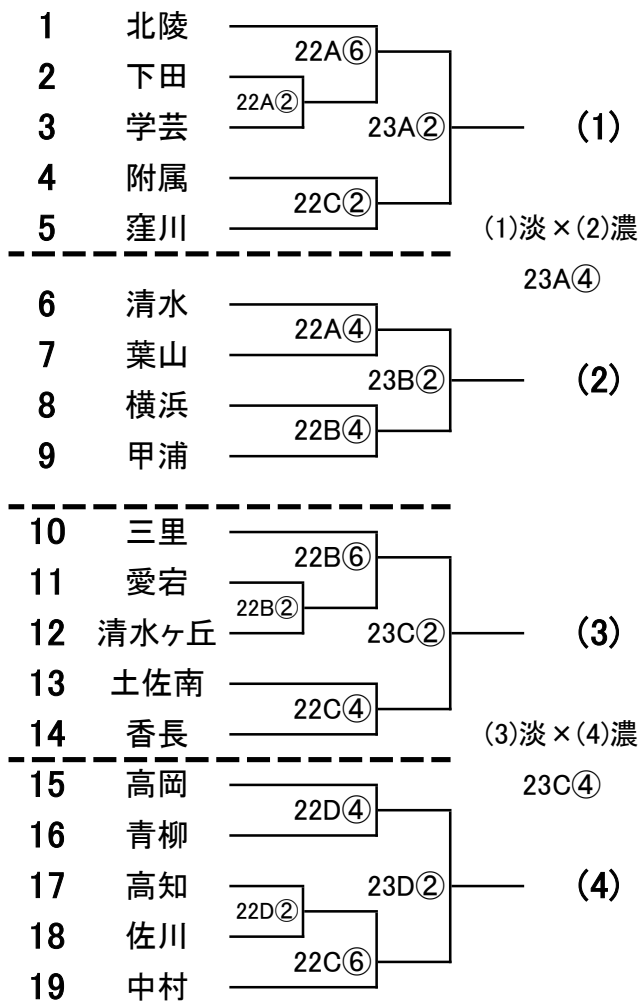 1 北陵
22A⑥
2 下田
22A②
3 学芸
23A② (1)
4 附属
22C②
5 窪川
(1)淡×(2)濃
23A④
6 清水
22A④
7 葉山
23B② (2)
8 横浜
22B④
9 甲浦
10 三里
22B⑥
11 愛宕
22B②
12 清水ヶ丘
23C② (3)
13 土佐南
22C④
14 香長
(3)淡×(4)濃
15 高岡
23C④
22D④
16 青柳
17 高知
23D② (4)
22D②
18 佐川
22C⑥
19 中村